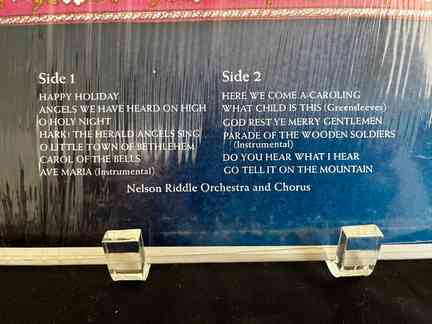 Side 1
HAPPY HOLIDAY
ANGELS WE HAVE HEARD ON HIGH
O HOLY NIGHT
HARK! THE HERALD ANGELS SING
O LITTLE TOWN OF BETHLEHEM
CAROL OF THE BELLS
AVE MARIA (Instrumental)
Side 2
HERE WE COME A-CAROLING
WHAT CHILD IS THIS (Greensleeves)
GOD REST YE MERRY GENTLEMEN
PARADE OF THE WOODEN SOLDIERS
(Instrumental)
DO YOU HEAR WHAT I HEAR
GO TELL IT ON THE MOUNTAIN
Nelson Riddle Orchestra and Chorus